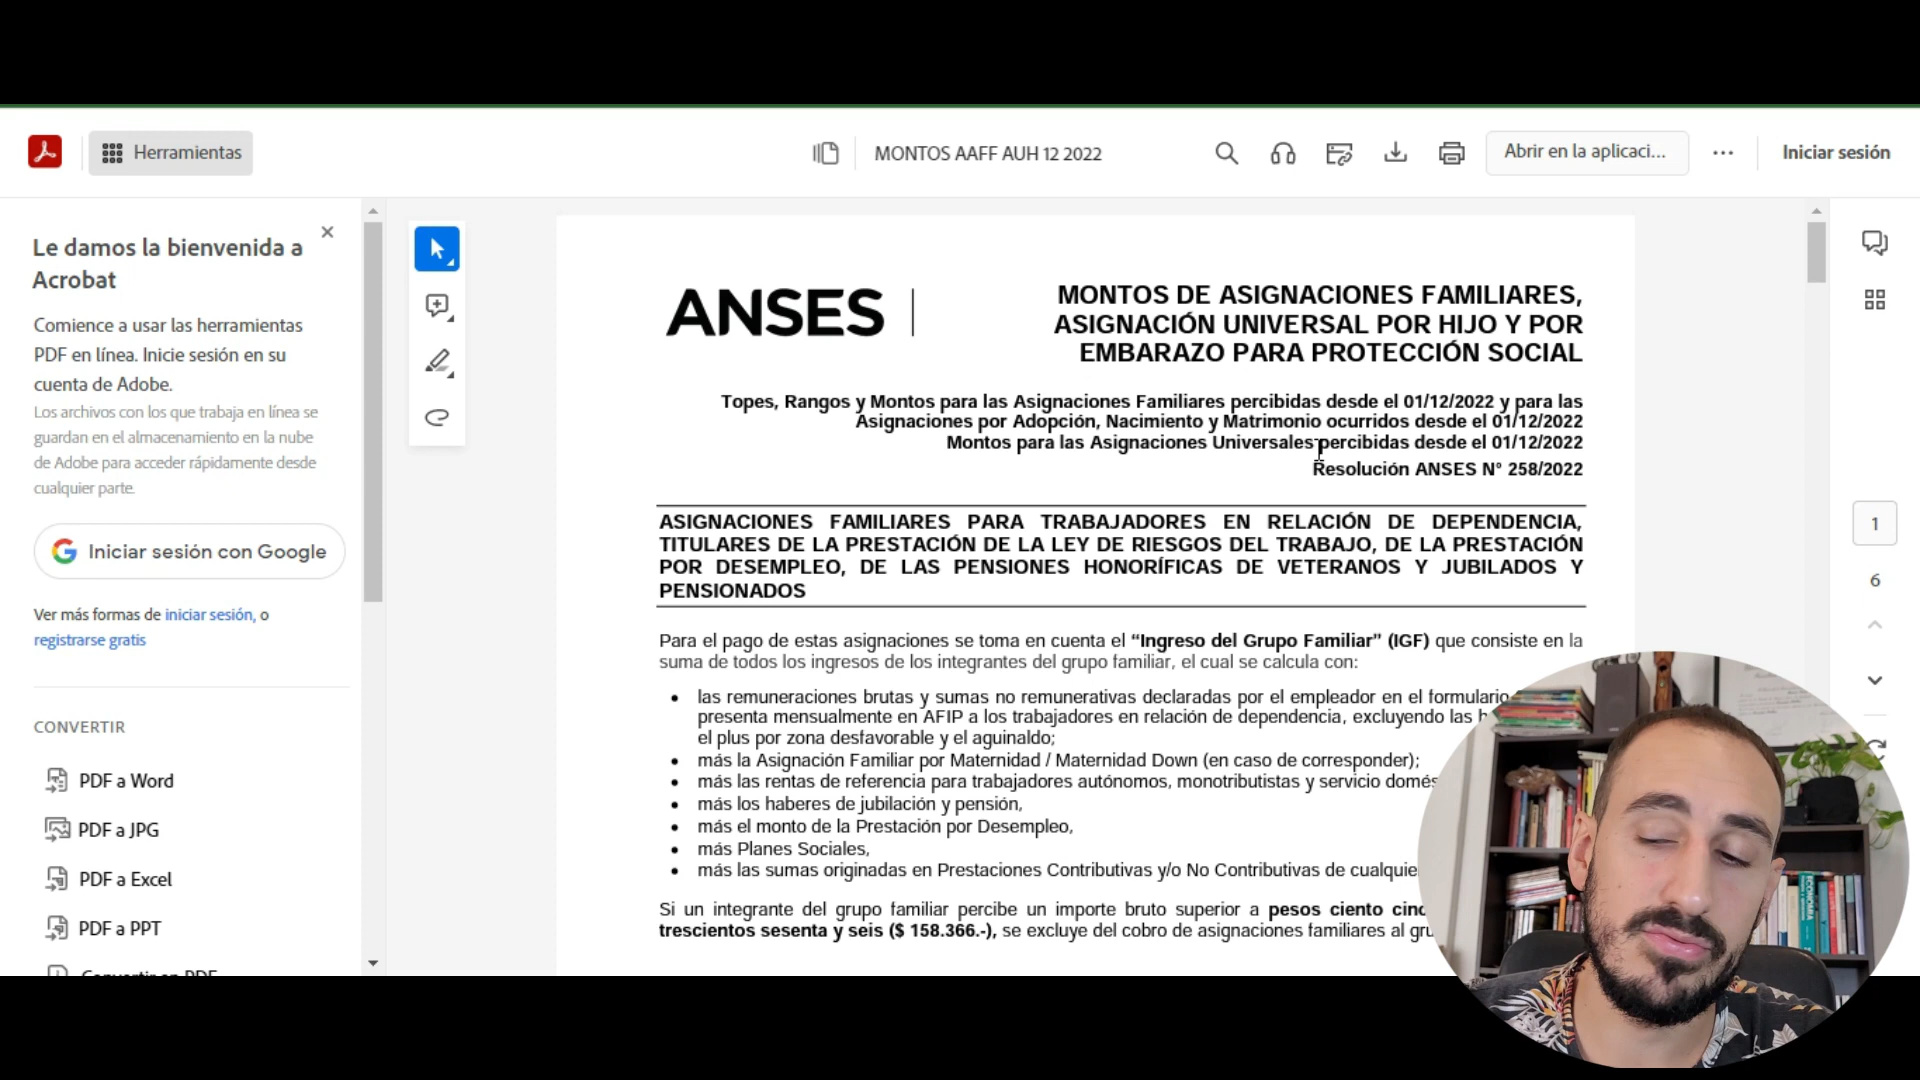 Herramientas
MONTOS AAFF AUH 12 2022
Abrir en la aplicaci...
Iniciar sesión
Le damos la bienvenida a
Acrobat
Comience a usar las herramientas
PDF en línea. Inicie sesión en su
cuenta de Adobe.
Los archivos con los que trabaja en línea se
guardan en el almacenamiento en la nube
de Adobe para acceder rápidamente desde
cualquier parte.
Iniciar sesión con Google
Ver más formas de iniciar sesión, o
registrarse gratis
CONVERTIR
PDF a Word
PDF a JPG
PDF a Excel
PDF a PPT
Convertir en PDF
ANSES
MONTOS DE ASIGNACIONES FAMILIARES,
ASIGNACIÓN UNIVERSAL POR HIJO Y POR
EMBARAZO PARA PROTECCIÓN SOCIAL
Topes, Rangos y Montos para las Asignaciones Familiares percibidas desde el 01/12/2022 y para las
Asignaciones por Adopción, Nacimiento y Matrimonio ocurridos desde el 01/12/2022
Montos para las Asignaciones Universales percibidas desde el 01/12/2022
Resolución ANSES N° 258/2022
ASIGNACIONES FAMILIARES PARA TRABAJADORES EN RELACIÓN DE DEPENDENCIA,
TITULARES DE LA PRESTACIÓN DE LA LEY DE RIESGOS DEL TRABAJO, DE LA PRESTACIÓN
POR DESEMPLEO, DE LAS PENSIONES HONORÍFICAS DE VETERANOS Y JUBILADOS Y
PENSIONADOS
Para el pago de estas asignaciones se toma en cuenta el “Ingreso del Grupo Familiar” (IGF) que consiste en la
suma de todos los ingresos de los integrantes del grupo familiar, el cual se calcula con:
• las remuneraciones brutas y sumas no remunerativas declaradas por el empleador en el formulario
presenta mensualmente en AFIP a los trabajadores en relación de dependencia, excluyendo las h
el plus por zona desfavorable y el aguinaldo;
• más la Asignación Familiar por Maternidad / Maternidad Down (en caso de corresponder);
• más las rentas de referencia para trabajadores autónomos, monotributistas y servicio domés
• más los haberes de jubilación y pensión,
• más el monto de la Prestación por Desempleo,
• más Planes Sociales,
• más las sumas originadas en Prestaciones Contributivas y/o No Contributivas de cualquie
Si un integrante del grupo familiar percibe un importe bruto superior a pesos ciento cinc
trescientos sesenta y seis ($ 158.366.-), se excluye del cobro de asignaciones familiares al gru
1
6
ECONOMÍA